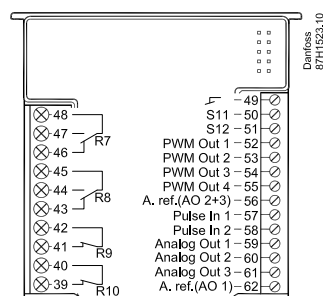 Danfoss
87H1523.10
48
47
46
R7
45
44
43
R8
42
41
R9
40
39
R10
49
S11 – 50
S12 – 51
PWM Out 1 – 52
PWM Out 2 – 53
PWM Out 3 – 54
PWM Out 4 – 55
A. ref.(AO 2+3) – 56
Pulse In 1 – 57
Pulse In 2 – 58
Analog Out 1 – 59
Analog Out 2 – 60
Analog Out 3 – 61
A. ref.(AO 1) – 62